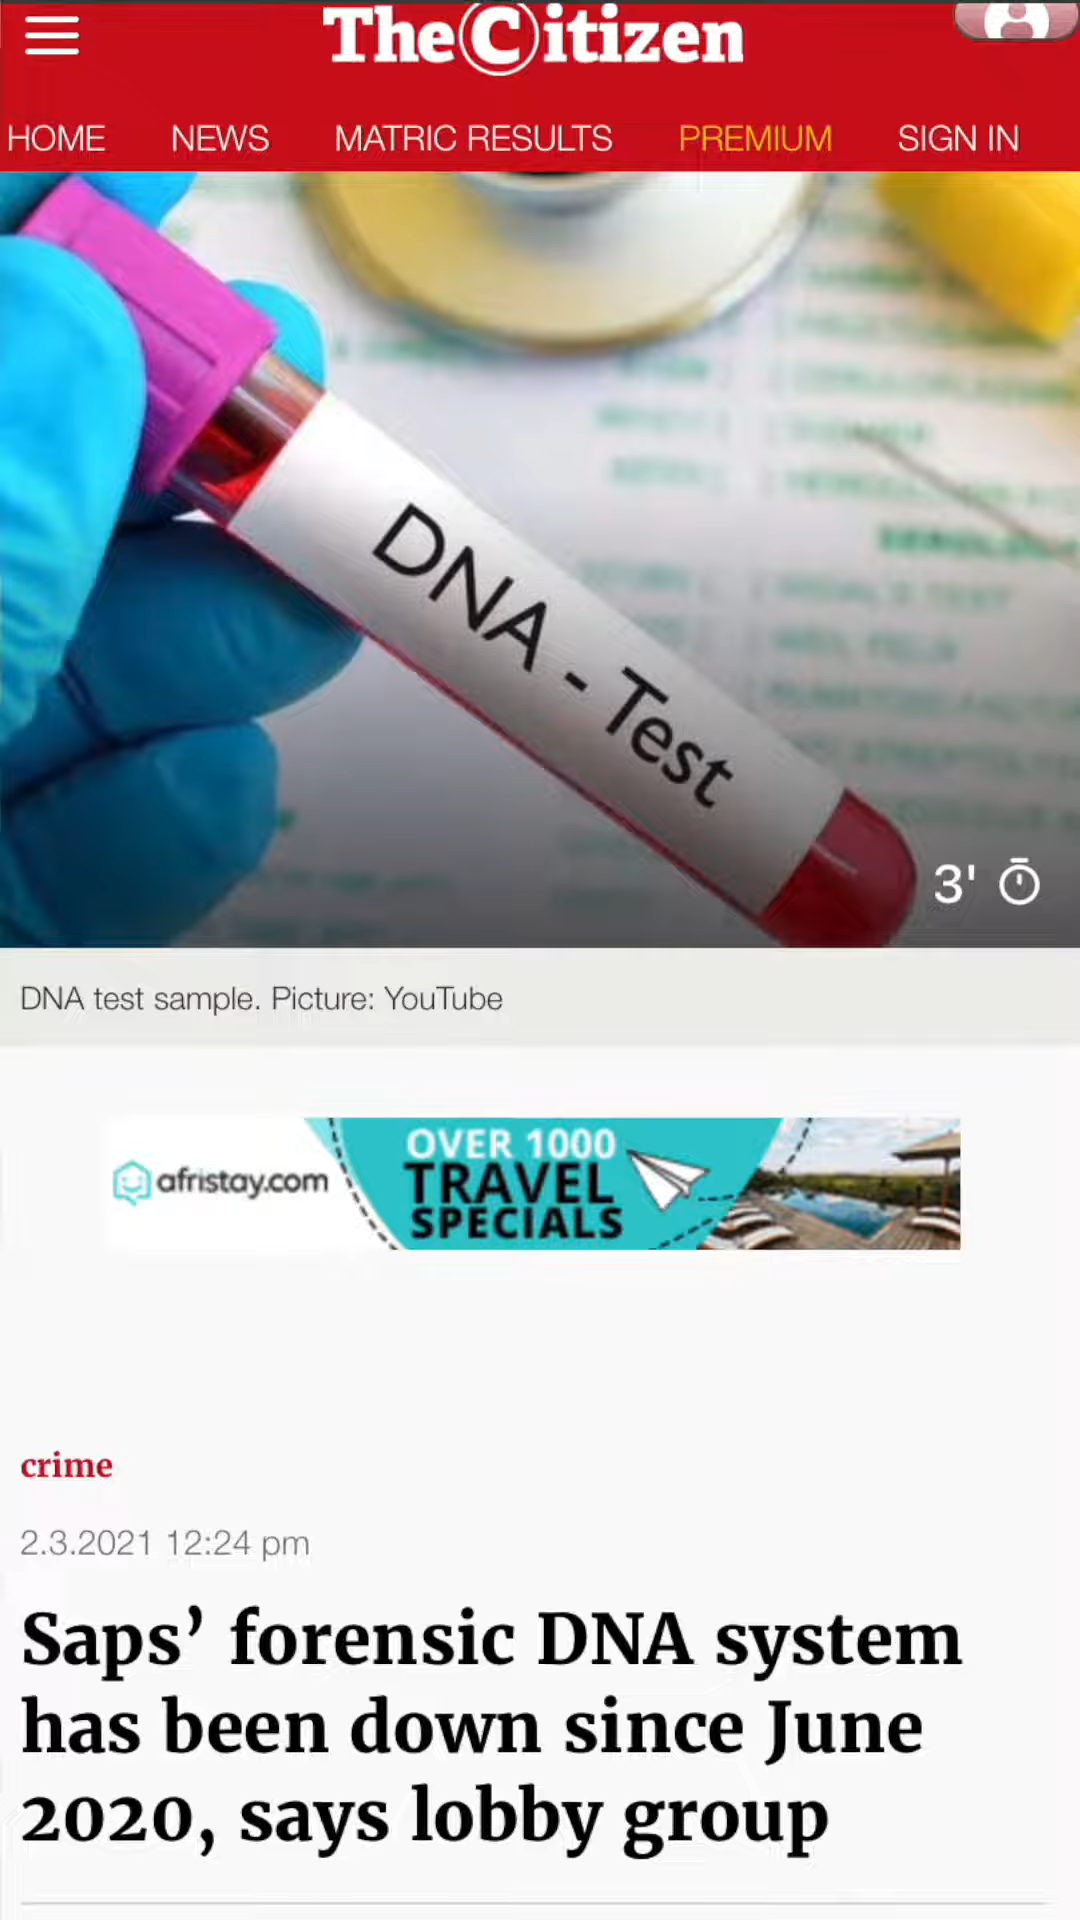 The Citizen
HOME NEWS MATRIC RESULTS PREMIUM SIGN IN
DNA - Test
3'
DNA test sample. Picture: YouTube
afristay.com
OVER 1000
TRAVEL
SPECIALS
crime
2.3.2021 12:24 pm
Saps’ forensic DNA system
has been down since June
2020, says lobby group